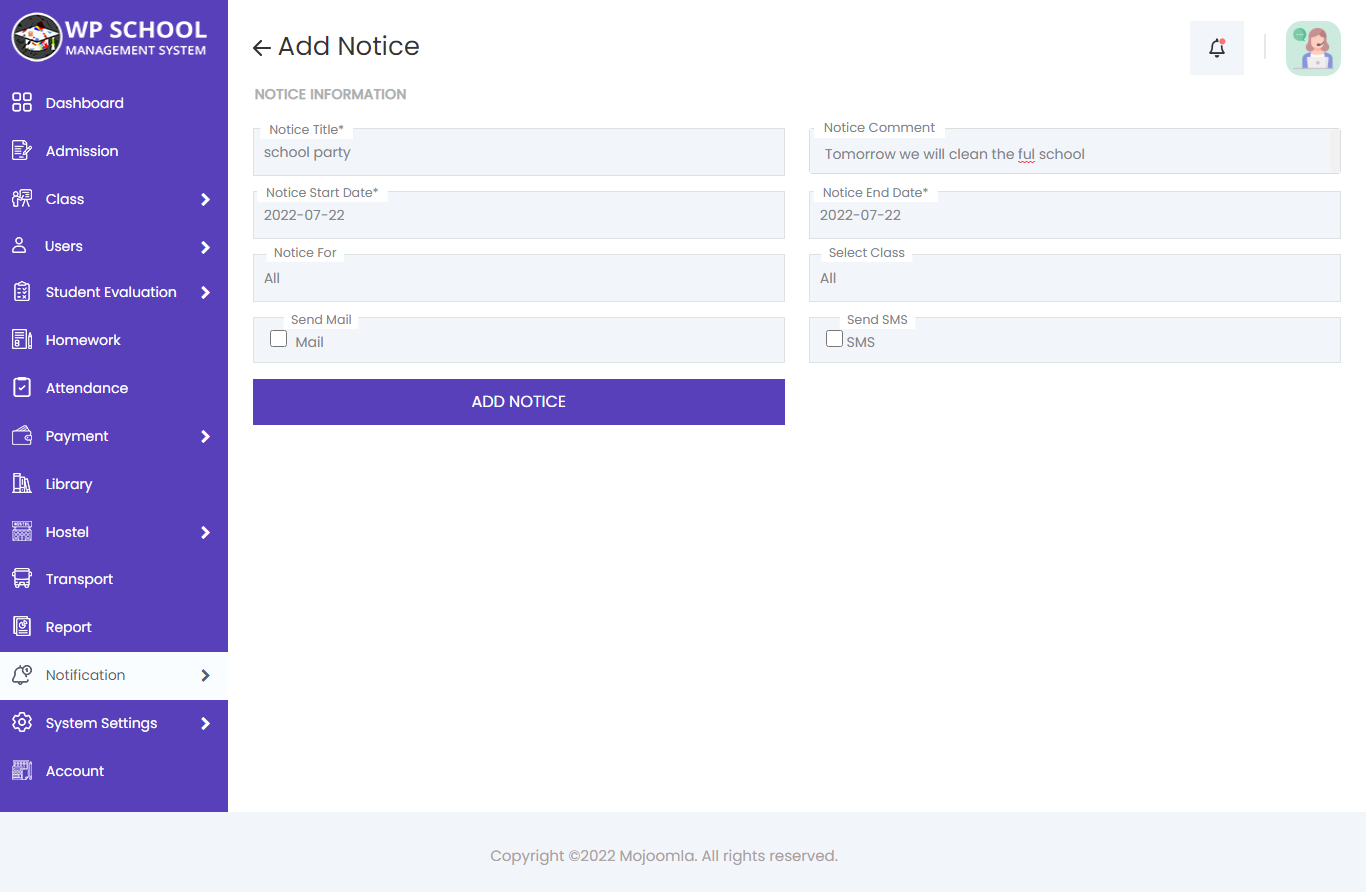 WP SCHOOL
MANAGEMENT SYSTEM
Dashboard
Admission
Class
Users
Student Evaluation
Homework
Attendance
Payment
Library
Hostel
Transport
Report
Notification
System Settings
Account
Add Notice
NOTICE INFORMATION
Notice Title*
school party
Notice Comment
Tomorrow we will clean the ful school
Notice Start Date*
2022-07-22
Notice End Date*
2022-07-22
Notice For
All
Select Class
All
Send Mail
Mail
Send SMS
SMS
ADD NOTICE
Copyright ©2022 Mojoomla. All rights reserved.